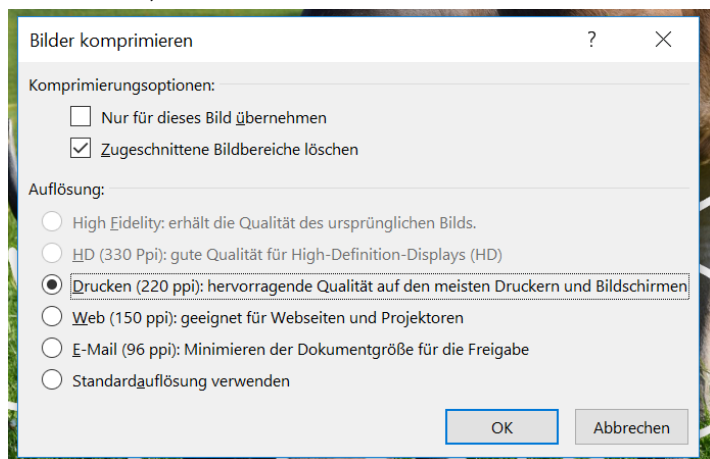 Bilder komprimieren ? ×
Komprimierungsoptionen:
Nur für dieses Bild übernehmen
Zugeschnittene Bildbereiche löschen
Auflösung:
High Fidelity: erhält die Qualität des ursprünglichen Bilds.
HD (330 Ppi): gute Qualität für High-Definition-Displays (HD)
Drucken (220 ppi): hervorragende Qualität auf den meisten Druckern und Bildschirmen
Web (150 ppi): geeignet für Webseiten und Projektoren
E-Mail (96 ppi): Minimieren der Dokumentgröße für die Freigabe
Standardauflösung verwenden
OK Abbrechen